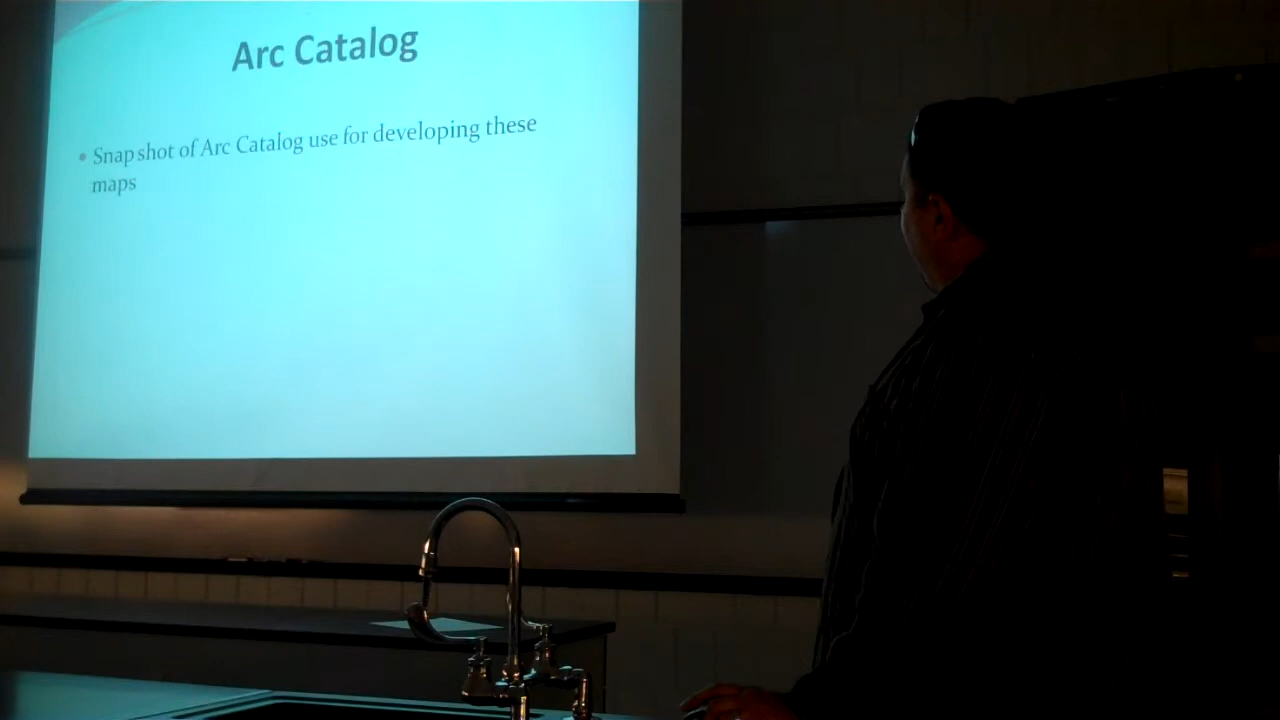 Arc Catalog
• Snap shot of Arc Catalog use for developing these
maps